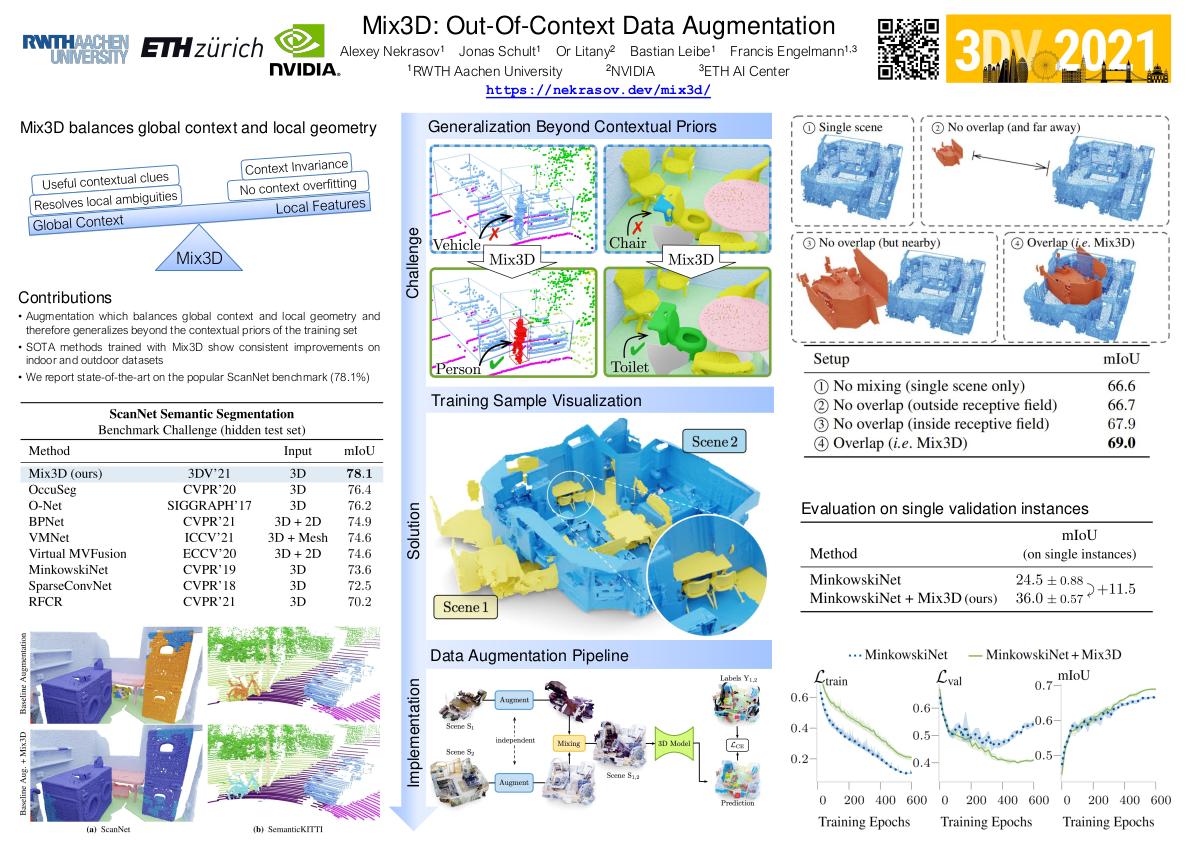 RWTHAACHEN
UNIVERSITY
ETH zürich
NVIDIA.
Mix3D: Out-Of-Context Data Augmentation
Alexey Nekrasov¹ Jonas Schult¹ Or Litany² Bastian Leibe¹ Francis Engelmann¹,³
¹RWTH Aachen University ²NVIDIA ³ETH AI Center
https://nekrasov.dev/mix3d/
3DV 2021
Mix3D balances global context and local geometry
Useful contextual clues
Resolves local ambiguities
Global Context
Context Invariance
No context overfitting
Local Features
Mix3D
Contributions
• Augmentation which balances global context and local geometry and
therefore generalizes beyond the contextual priors of the training set
• SOTA methods trained with Mix3D show consistent improvements on
indoor and outdoor datasets
• We report state-of-the-art on the popular ScanNet benchmark (78.1%)
ScanNet Semantic Segmentation
Benchmark Challenge (hidden test set)
Method Input mIoU
Mix3D (ours) 3DV'21 3D 78.1
OccuSeg CVPR'20 3D 76.4
O-Net SIGGRAPH'17 3D 76.2
BPNet CVPR'21 3D + 2D 74.9
VMNet ICCV'21 3D + Mesh 74.6
Virtual MVFusion ECCV'20 3D + 2D 74.6
MinkowskiNet CVPR'19 3D 73.6
SparseConvNet CVPR'18 3D 72.5
RFCR CVPR'21 3D 70.2
Baseline Augmentation
Baseline Aug. + Mix3D
(a) ScanNet
(b) SemanticKITTI
Challenge
Generalization Beyond Contextual Priors
Vehicle ✗
Chair ✗
Mix3D
Mix3D
Person ✓
Toilet ✓
Solution
Training Sample Visualization
Scene 2
Scene 1
Implementation
Data Augmentation Pipeline
Scene S₁
Augment
independent
Scene S₂
Augment
Mixing
Scene S₁,₂
3D Model
Labels Y₁,₂
ℒCE
Prediction
① Single scene
② No overlap (and far away)
③ No overlap (but nearby)
④ Overlap (i.e. Mix3D)
Setup mIoU
① No mixing (single scene only) 66.6
② No overlap (outside receptive field) 66.7
③ No overlap (inside receptive field) 67.9
④ Overlap (i.e. Mix3D) 69.0
Evaluation on single validation instances
mIoU
Method (on single instances)
MinkowskiNet 24.5 ± 0.88
MinkowskiNet + Mix3D (ours) 36.0 ± 0.57
+11.5
MinkowskiNet MinkowskiNet + Mix3D
ℒtrain
0.6
0.4
0.2
0 200 400 600
Training Epochs
ℒval
0.6
0.5
0.4
0 200 400 600
Training Epochs
mIoU
0.7
0.6
0.5
0 200 400 600
Training Epochs